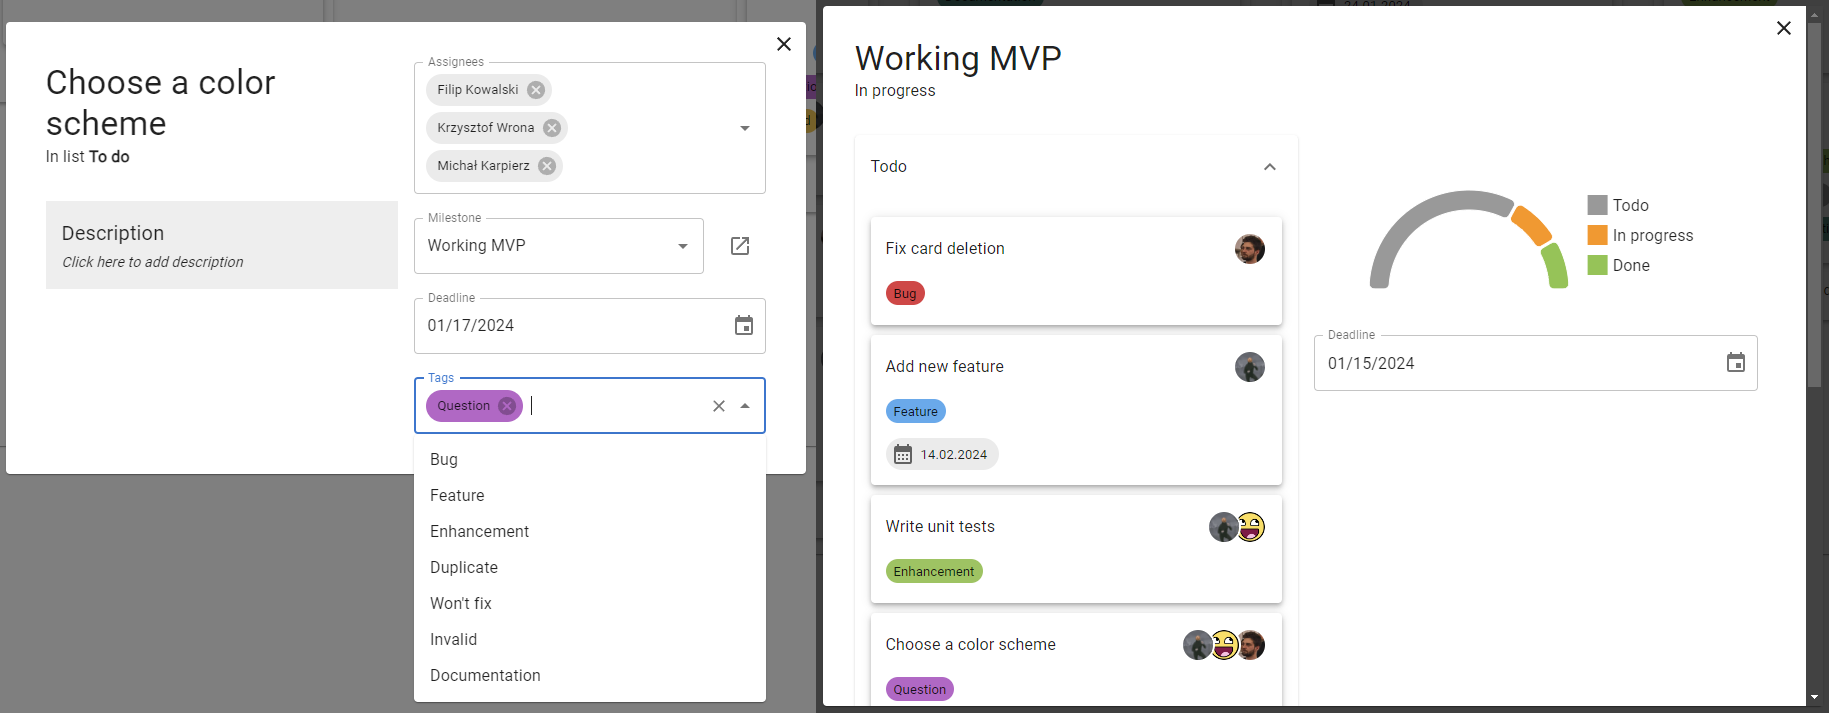 Choose a color
scheme
In list To do
Description
Click here to add description
Assignees
Filip Kowalski
Krzysztof Wrona
Michał Karpierz
Milestone
Working MVP
Deadline
01/17/2024
Tags
Question
Bug
Feature
Enhancement
Duplicate
Won't fix
Invalid
Documentation
Working MVP
In progress
Todo
Fix card deletion
Bug
Add new feature
Feature
14.02.2024
Write unit tests
Enhancement
Choose a color scheme
Question
Todo
In progress
Done
Deadline
01/15/2024